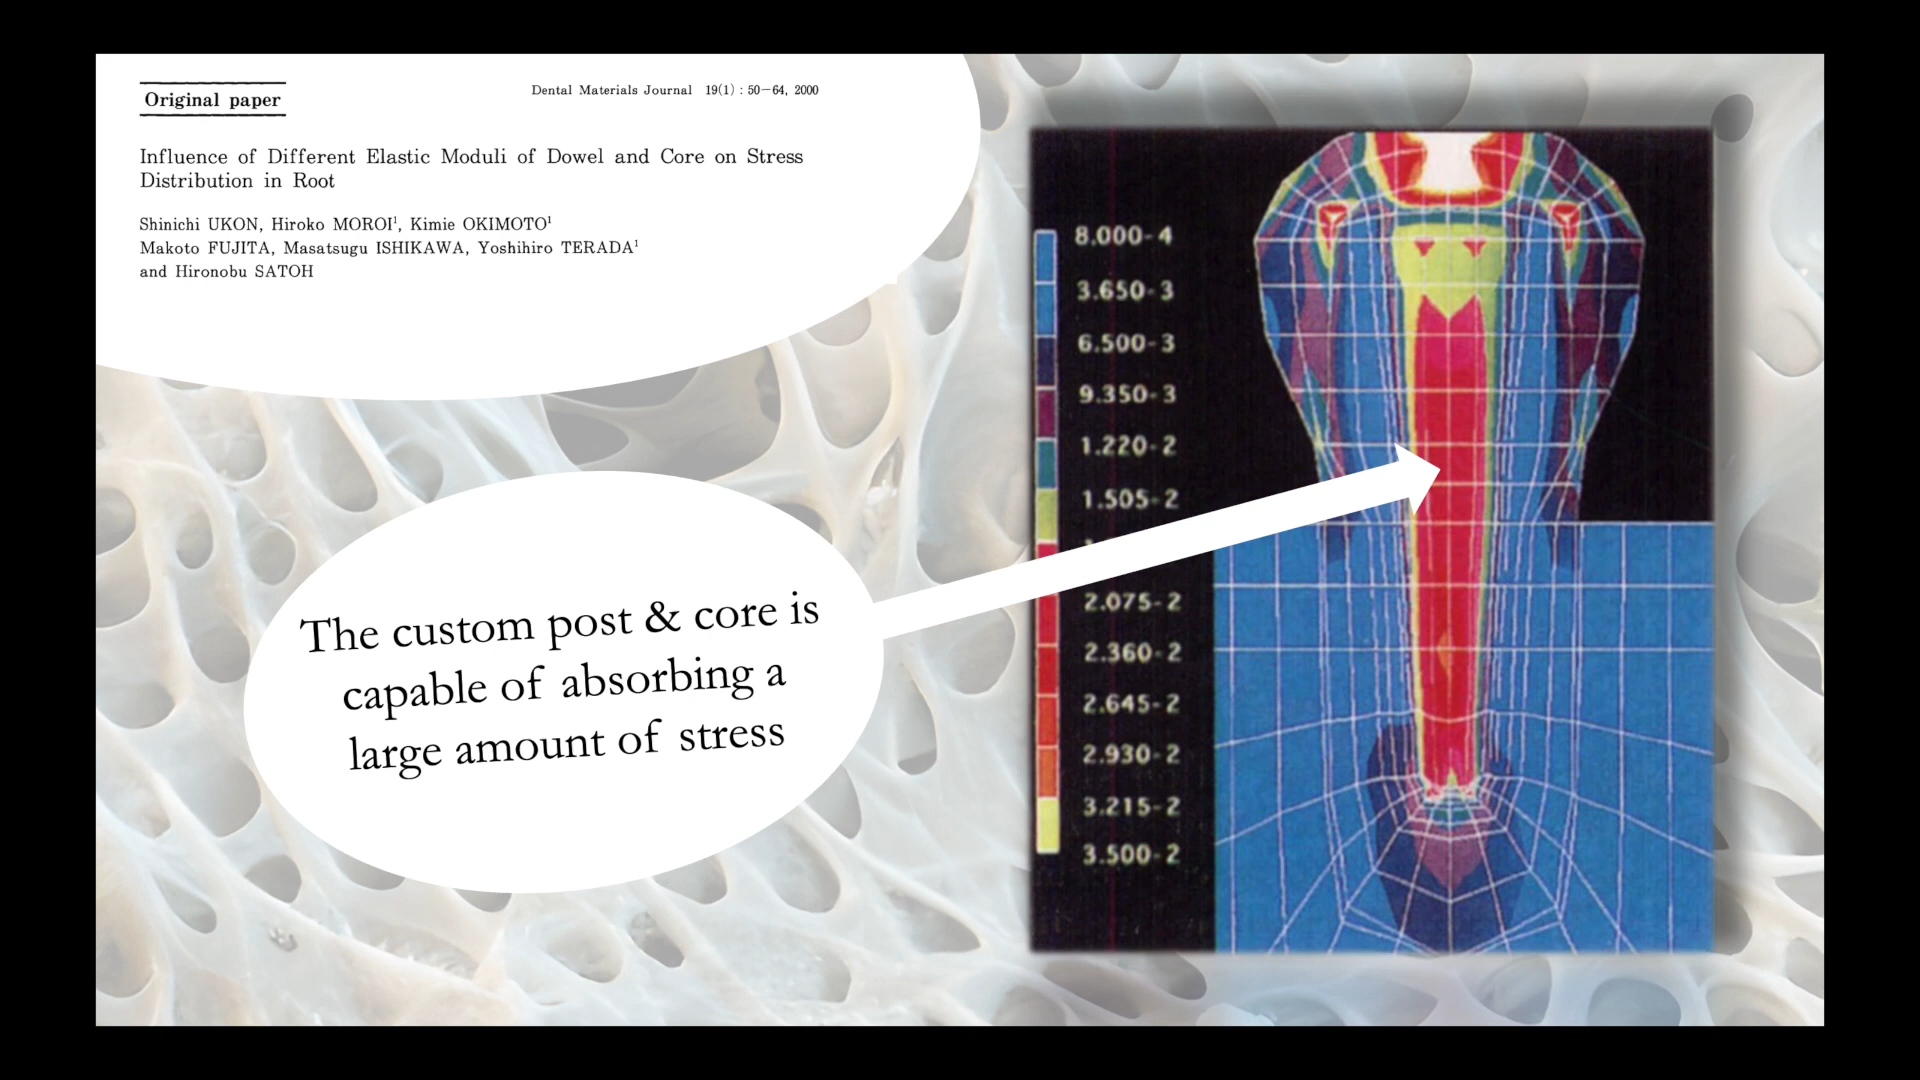 Original paper
Dental Materials Journal 19(1) : 50−64, 2000
Influence of Different Elastic Moduli of Dowel and Core on Stress
Distribution in Root
Shinichi UKON, Hiroko MOROI¹, Kimie OKIMOTO¹
Makoto FUJITA, Masatsugu ISHIKAWA, Yoshihiro TERADA¹
and Hironobu SATOH
The custom post & core is
capable of absorbing a
large amount of stress
8.000-4
3.650-3
6.500-3
9.350-3
1.220-2
1.505-2
2.075-2
2.360-2
2.645-2
2.930-2
3.215-2
3.500-2